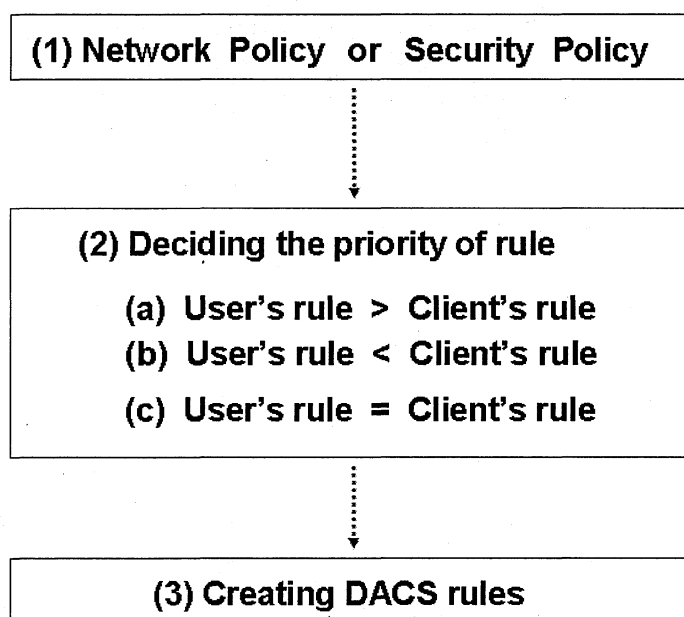 (1) Network Policy or Security Policy
(2) Deciding the priority of rule
(a) User's rule > Client's rule
(b) User's rule < Client's rule
(c) User's rule = Client's rule
(3) Creating DACS rules